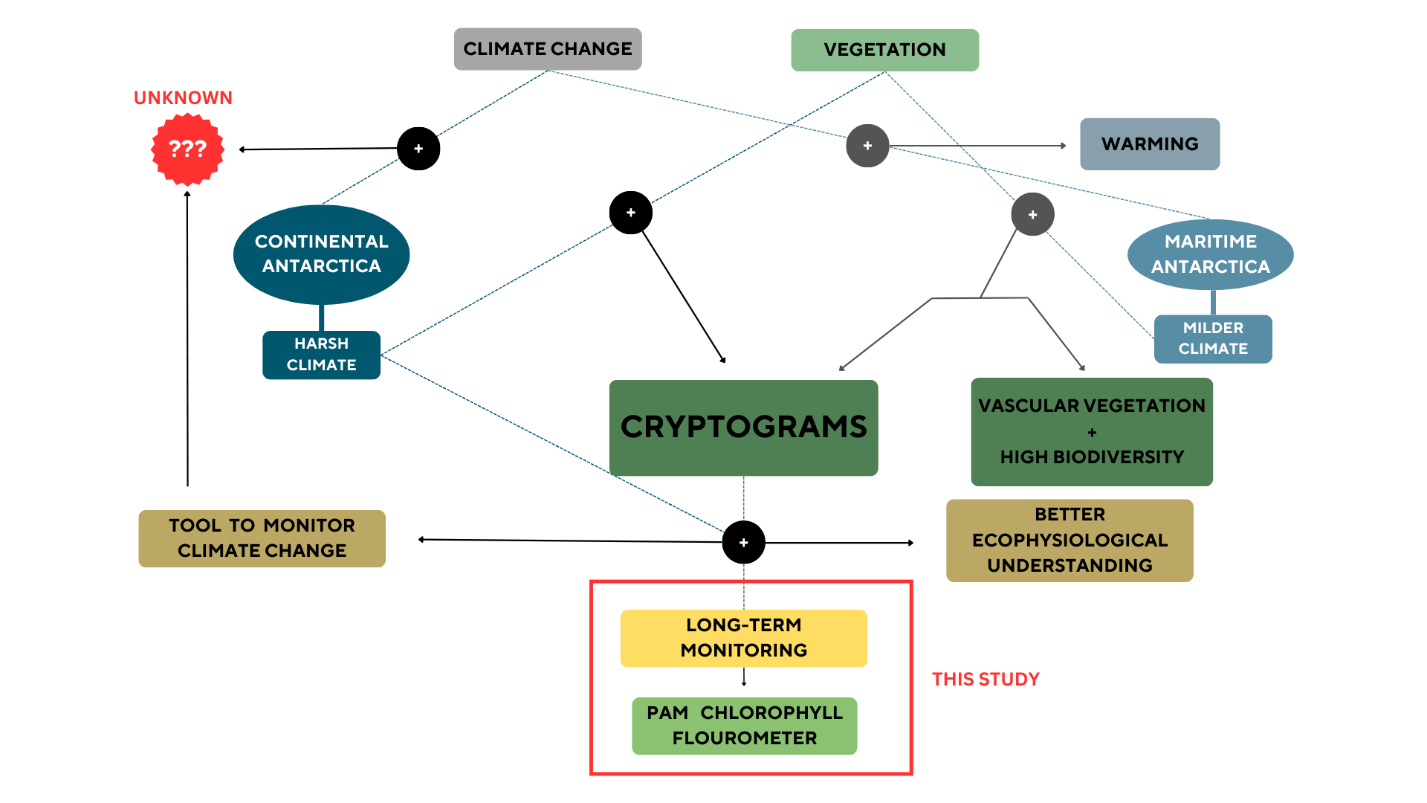 CLIMATE CHANGE
VEGETATION
UNKNOWN
???
+
+
WARMING
+
+
CONTINENTAL
ANTARCTICA
MARITIME
ANTARCTICA
HARSH
CLIMATE
MILDER
CLIMATE
CRYPTOGRAMS
VASCULAR VEGETATION
+
HIGH BIODIVERSITY
TOOL TO MONITOR
CLIMATE CHANGE
+
BETTER
ECOPHYSIOLOGICAL
UNDERSTANDING
LONG-TERM
MONITORING
THIS STUDY
PAM CHLOROPHYLL
FLOUROMETER